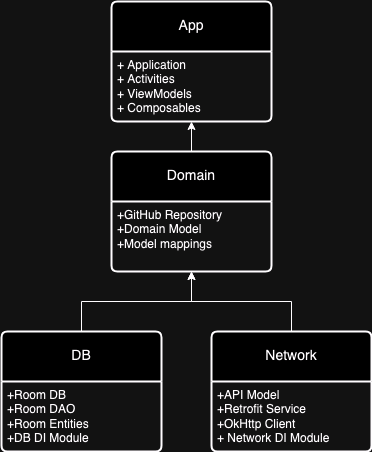 App
+ Application
+ Activities
+ ViewModels
+ Composables
Domain
+GitHub Repository
+Domain Model
+Model mappings
DB
+Room DB
+Room DAO
+Room Entities
+DB DI Module
Network
+API Model
+Retrofit Service
+OkHttp Client
+ Network DI Module